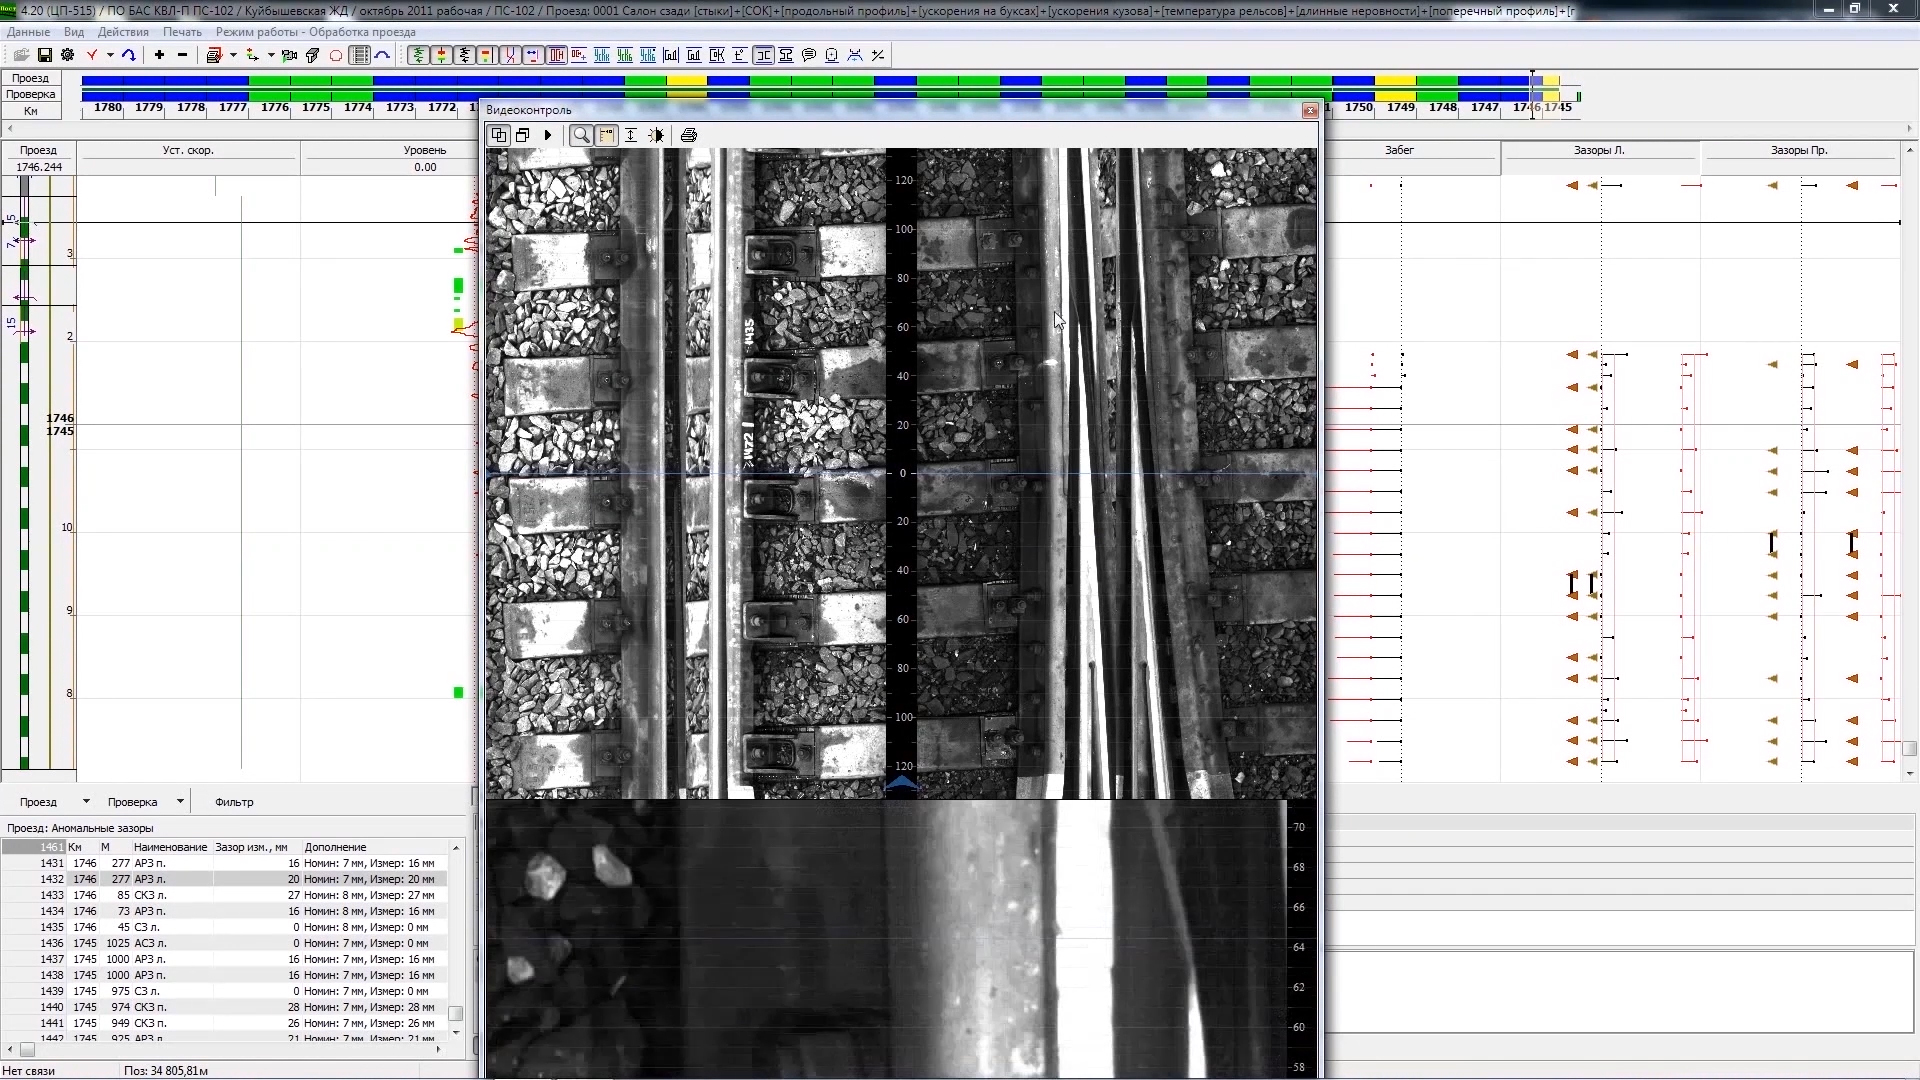 4.20 (ЦП-515) / ПО БАС КВЛ-П ПС-102 / Куйбышевская ЖД / октябрь 2011 рабочая / ПС-102 / Проезд: 0001 Салон сзади [стыки]+[СОК]+[продольный профиль]+[ускорения на буксах]+[ускорения кузова]+[температура рельсов]+[длинные неровности]+[поперечный профиль]+[г
Данные Вид Действия Печать Режим работы - Обработка проезда
Проезд
Проверка
Км 1780 1779 1778 1777 1776 1775 1774 1773 1772 1750 1749 1748 1747 1746 1745
Видеоконтроль
Проезд Уст. скор. Уровень Забег Зазоры Л. Зазоры Пр.
1746.244 0.00
15
7
3
15
2
1746
1745
10
9
8
120
100
80
60
40
20
0
20
40
60
80
100
120
1435
1472
Проезд Проверка Фильтр
Проезд: Аномальные зазоры
1461 Км М Наименование Зазор изм., мм Дополнение
1431 1746 277 АРЗ п. 16 Номин: 7 мм, Измер: 16 мм
1432 1746 277 АРЗ л. 20 Номин: 7 мм, Измер: 20 мм
1433 1746 85 СКЗ п. 27 Номин: 8 мм, Измер: 27 мм
1434 1746 73 АРЗ п. 16 Номин: 8 мм, Измер: 16 мм
1435 1746 45 СЗ л. 0 Номин: 8 мм, Измер: 0 мм
1436 1745 1025 АСЗ л. 0 Номин: 7 мм, Измер: 0 мм
1437 1745 1000 АРЗ л. 16 Номин: 7 мм, Измер: 16 мм
1438 1745 1000 АРЗ п. 16 Номин: 7 мм, Измер: 16 мм
1439 1745 975 СЗ л. 0 Номин: 7 мм, Измер: 0 мм
1440 1745 974 СКЗ п. 28 Номин: 7 мм, Измер: 28 мм
1441 1745 949 СКЗ п. 26 Номин: 7 мм, Измер: 26 мм
1442 1745 925 АРЗ л. 21 Номин: 7 мм, Измер: 21 мм
70
68
66
64
62
60
58
Нет связи Поз: 34 805,81м